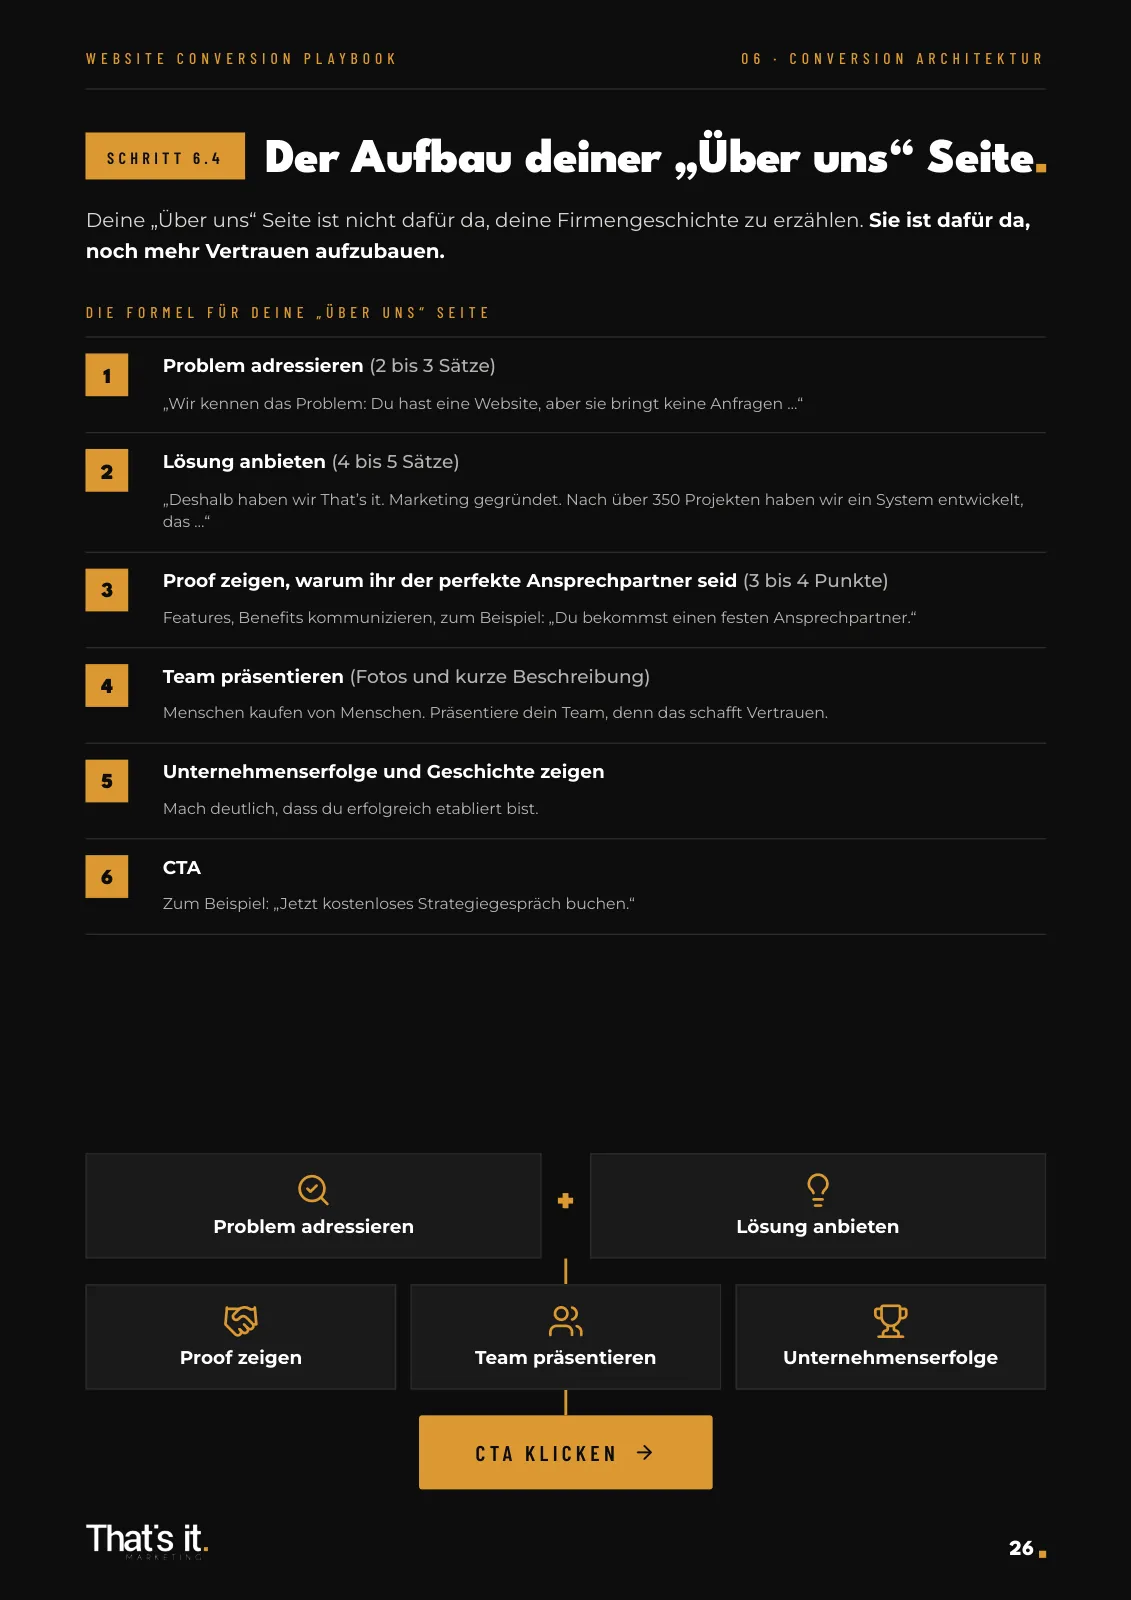 WEBSITE CONVERSION PLAYBOOK
06 · CONVERSION ARCHITEKTUR
SCHRITT 6.4
Der Aufbau deiner „Über uns“ Seite.
Deine „Über uns“ Seite ist nicht dafür da, deine Firmengeschichte zu erzählen. Sie ist dafür da,
noch mehr Vertrauen aufzubauen.
DIE FORMEL FÜR DEINE „ÜBER UNS“ SEITE
1
Problem adressieren (2 bis 3 Sätze)
„Wir kennen das Problem: Du hast eine Website, aber sie bringt keine Anfragen …“
2
Lösung anbieten (4 bis 5 Sätze)
„Deshalb haben wir That’s it. Marketing gegründet. Nach über 350 Projekten haben wir ein System entwickelt,
das …“
3
Proof zeigen, warum ihr der perfekte Ansprechpartner seid (3 bis 4 Punkte)
Features, Benefits kommunizieren, zum Beispiel: „Du bekommst einen festen Ansprechpartner.“
4
Team präsentieren (Fotos und kurze Beschreibung)
Menschen kaufen von Menschen. Präsentiere dein Team, denn das schafft Vertrauen.
5
Unternehmenserfolge und Geschichte zeigen
Mach deutlich, dass du erfolgreich etabliert bist.
6
CTA
Zum Beispiel: „Jetzt kostenloses Strategiegespräch buchen.“
Problem adressieren
+
Lösung anbieten
Proof zeigen
Team präsentieren
Unternehmenserfolge
CTA KLICKEN →
That's it.
MARKETING
26